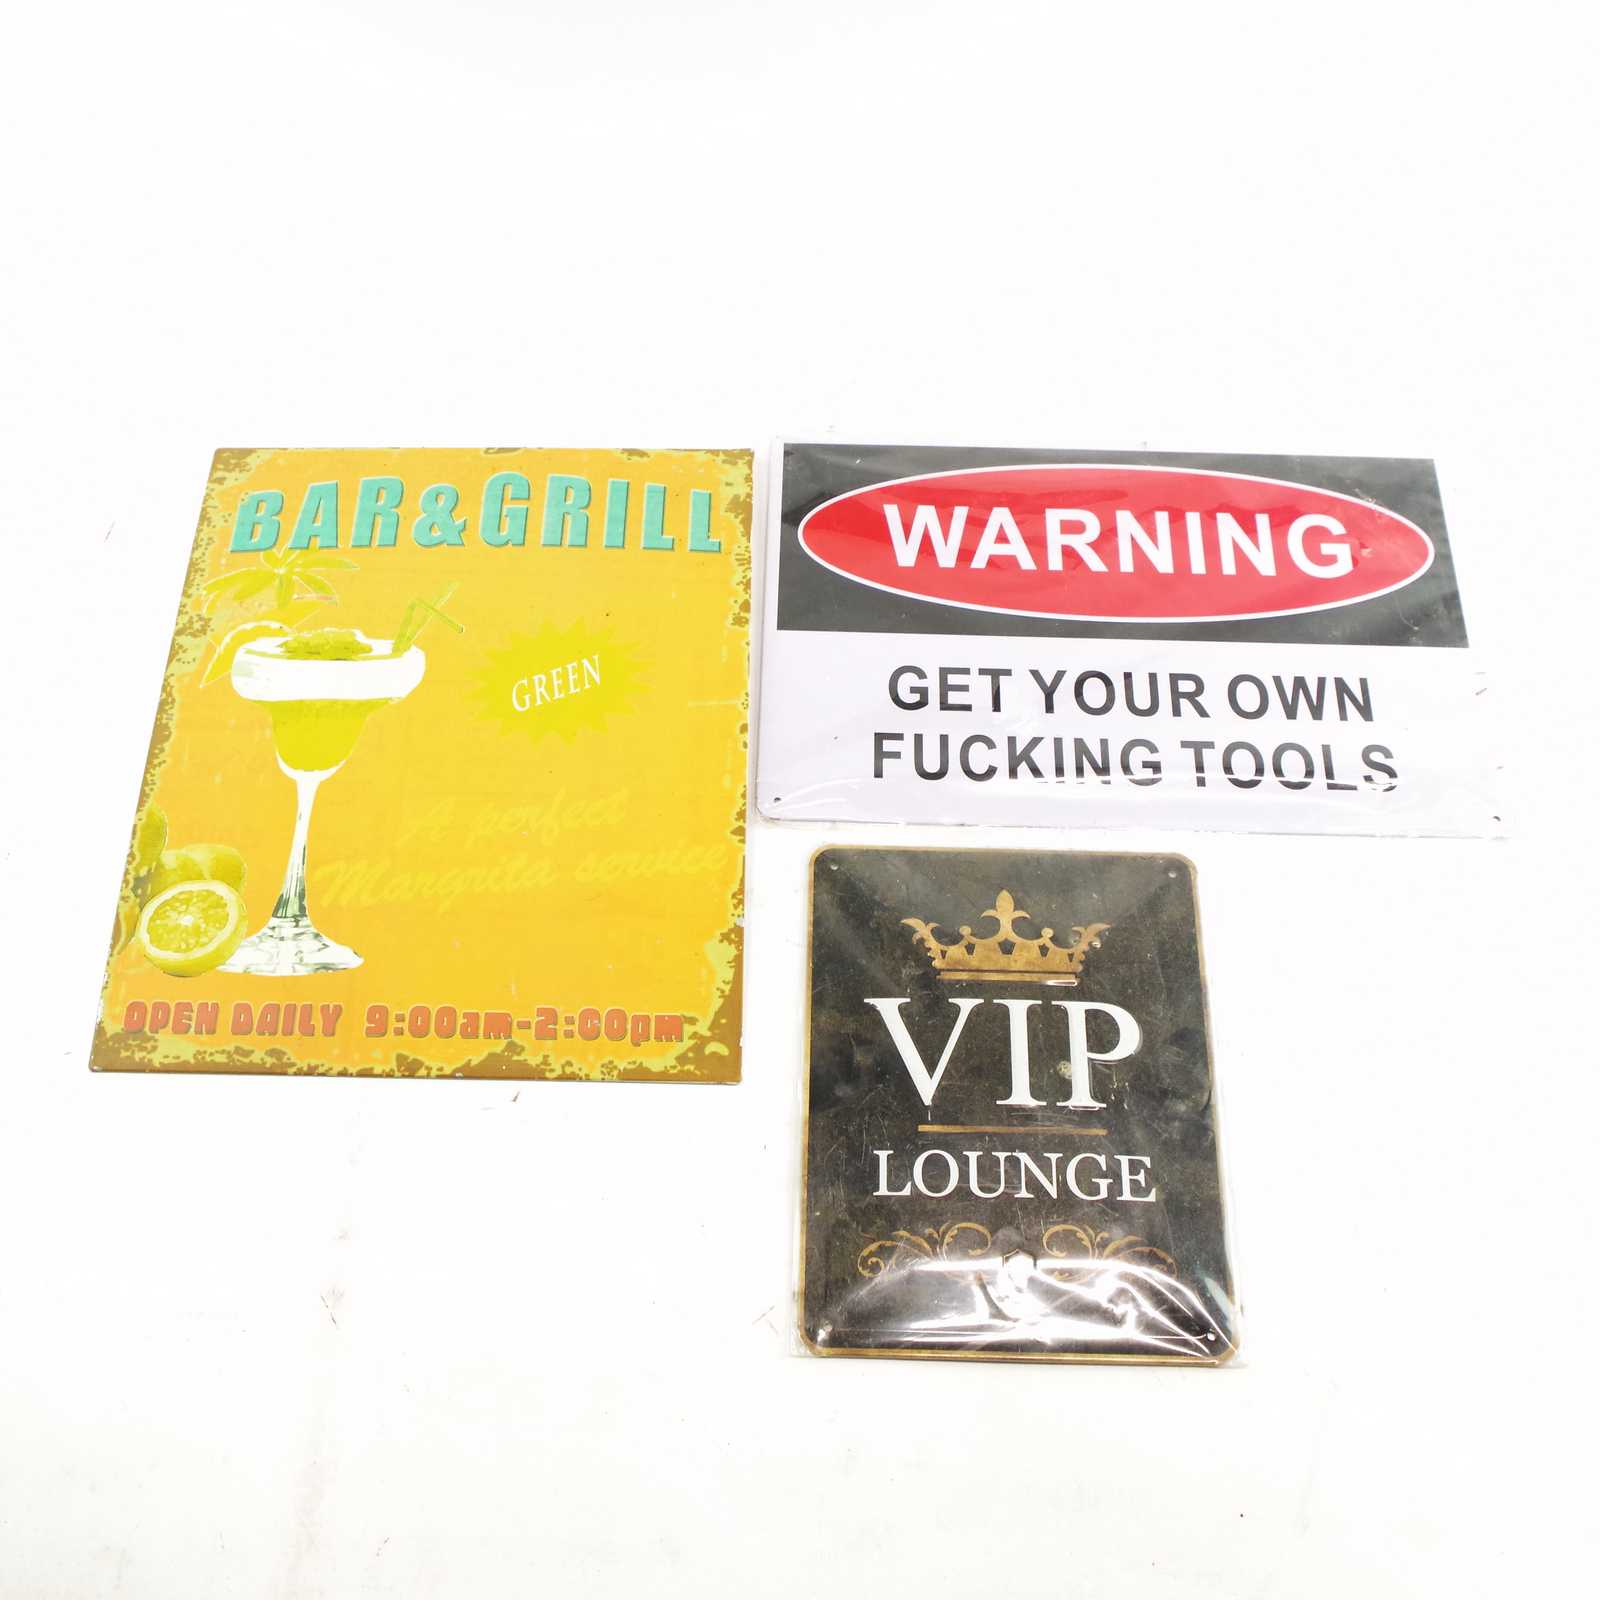 BAR&GRILL
GREEN
A perfect
Margrita service
OPEN DAILY 9:00am-2:00pm
WARNING
GET YOUR OWN
FUCKING TOOLS
VIP
LOUNGE